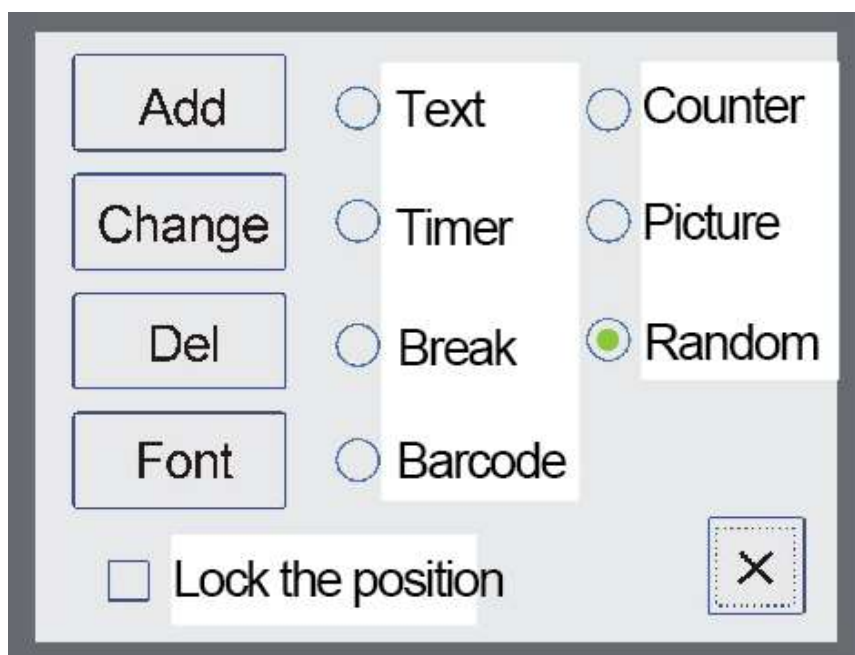 Add Text Counter
Change Timer Picture
Del Break Random
Font Barcode
Lock the position